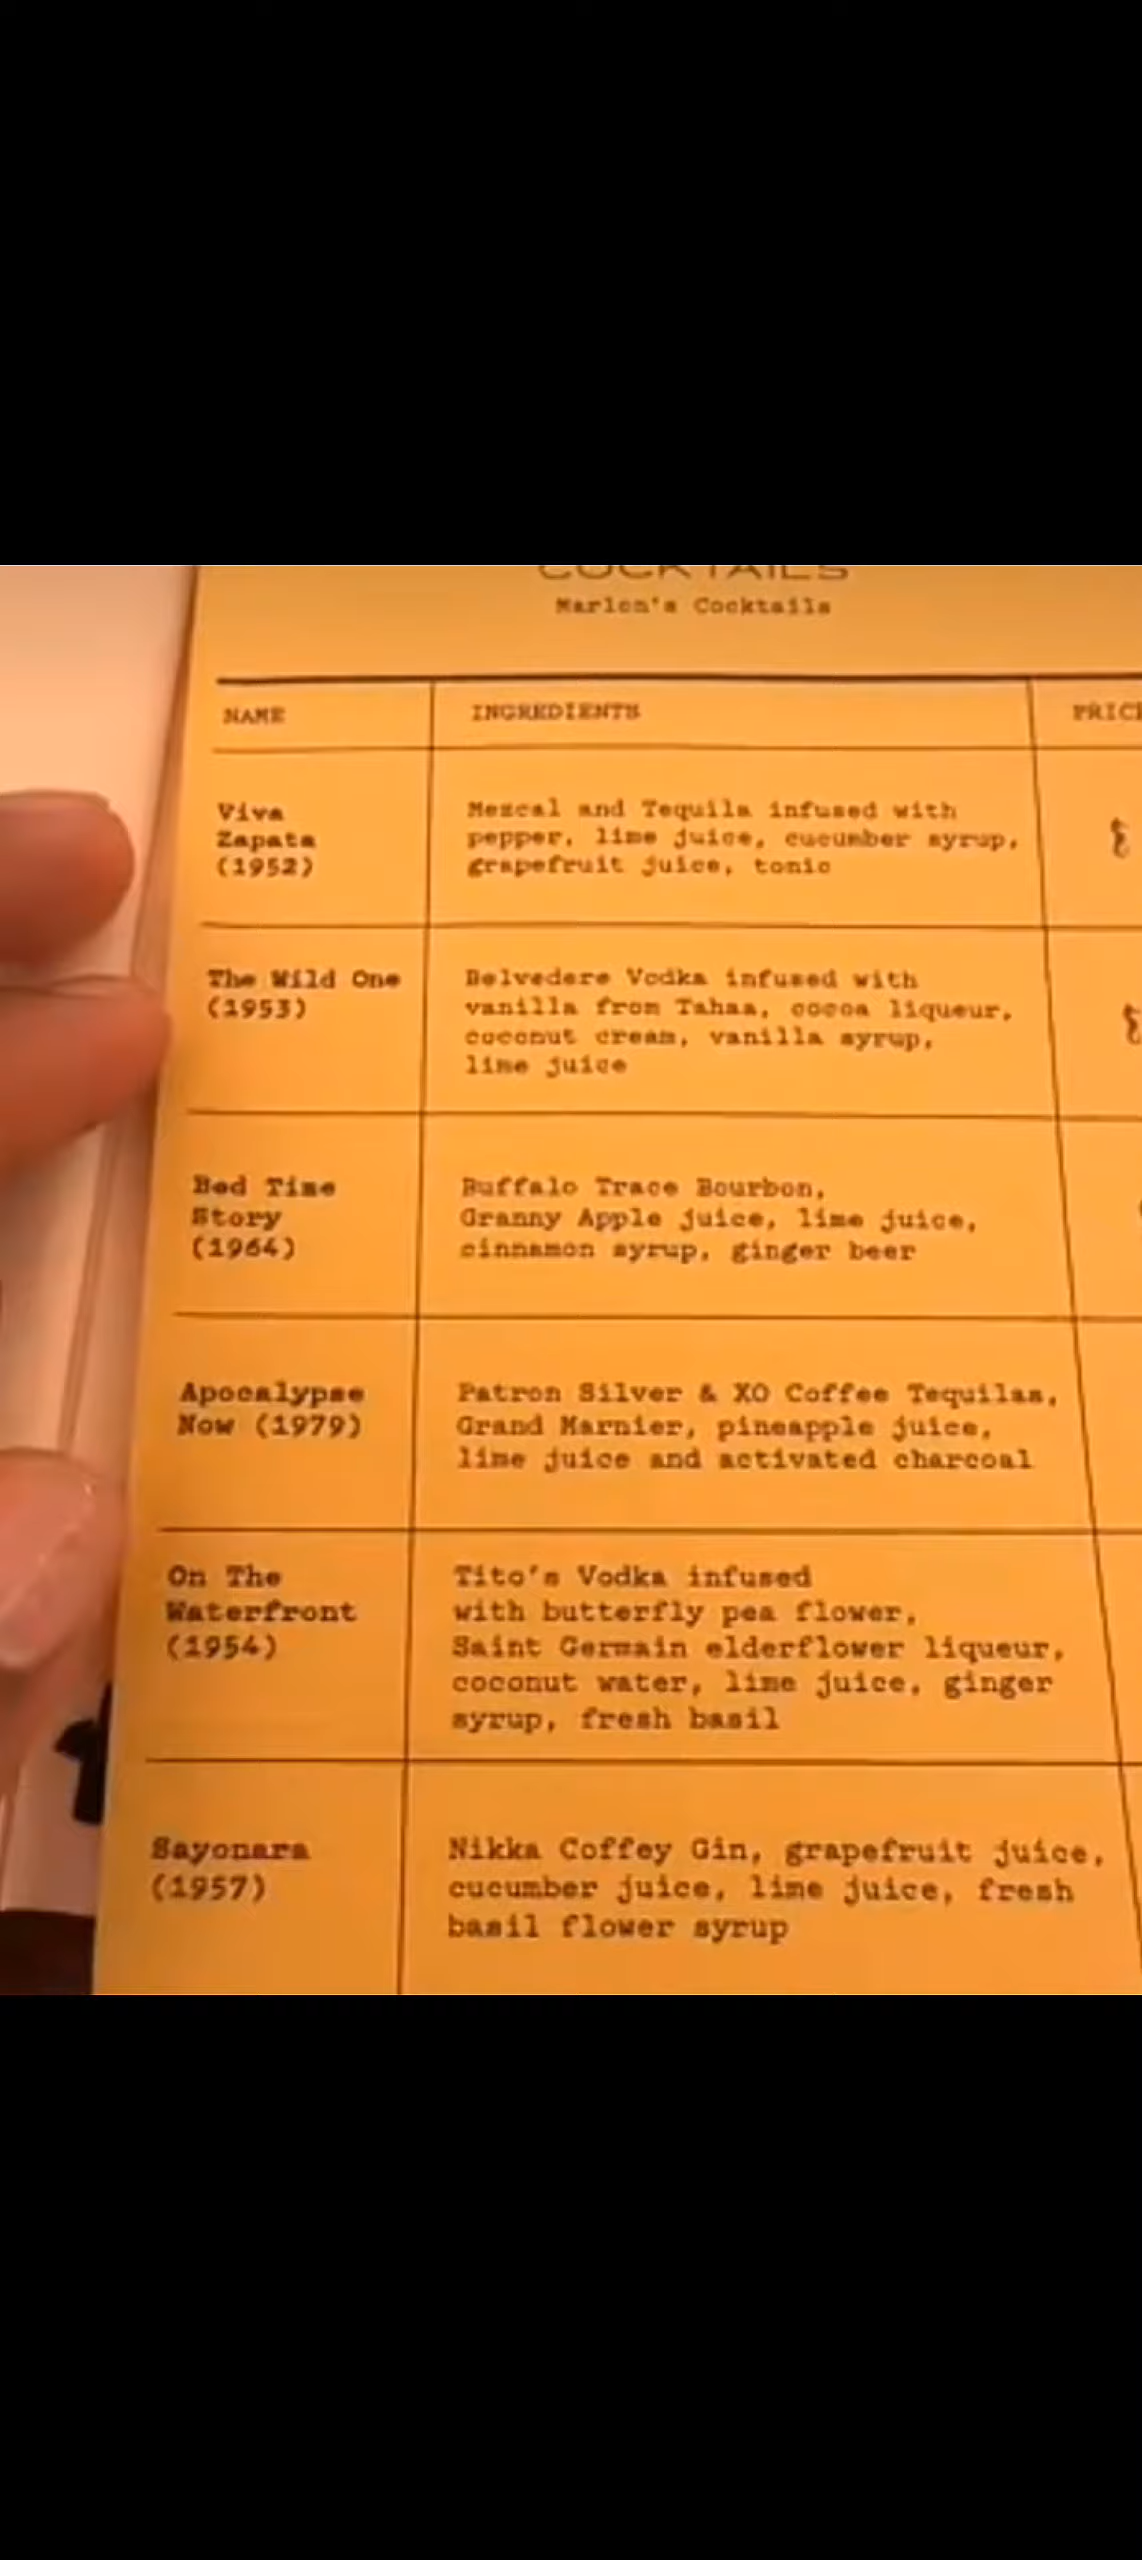 COCKTAILS
Marlon's Cocktails
NAME
INGREDIENTS
Viva
Zapata
(1952)
Mezcal and Tequila infused with
pepper, lime juice, cucumber syrup,
grapefruit juice, tonic
The Wild One
(1953)
Belvedere Vodka infused with
vanilla from Tahaa, cocoa liqueur,
coconut cream, vanilla syrup,
lime juice
Bed Time
Story
(1964)
Buffalo Trace Bourbon,
Granny Apple juice, lime juice,
cinnamon syrup, ginger beer
Apocalypse
Now (1979)
Patron Silver & XO Coffee Tequilas,
Grand Marnier, pineapple juice,
lime juice and activated charcoal
On The
Waterfront
(1954)
Tito's Vodka infused
with butterfly pea flower,
Saint Germain elderflower liqueur,
coconut water, lime juice, ginger
syrup, fresh basil
Sayonara
(1957)
Nikka Coffey Gin, grapefruit juice,
cucumber juice, lime juice, fresh
basil flower syrup